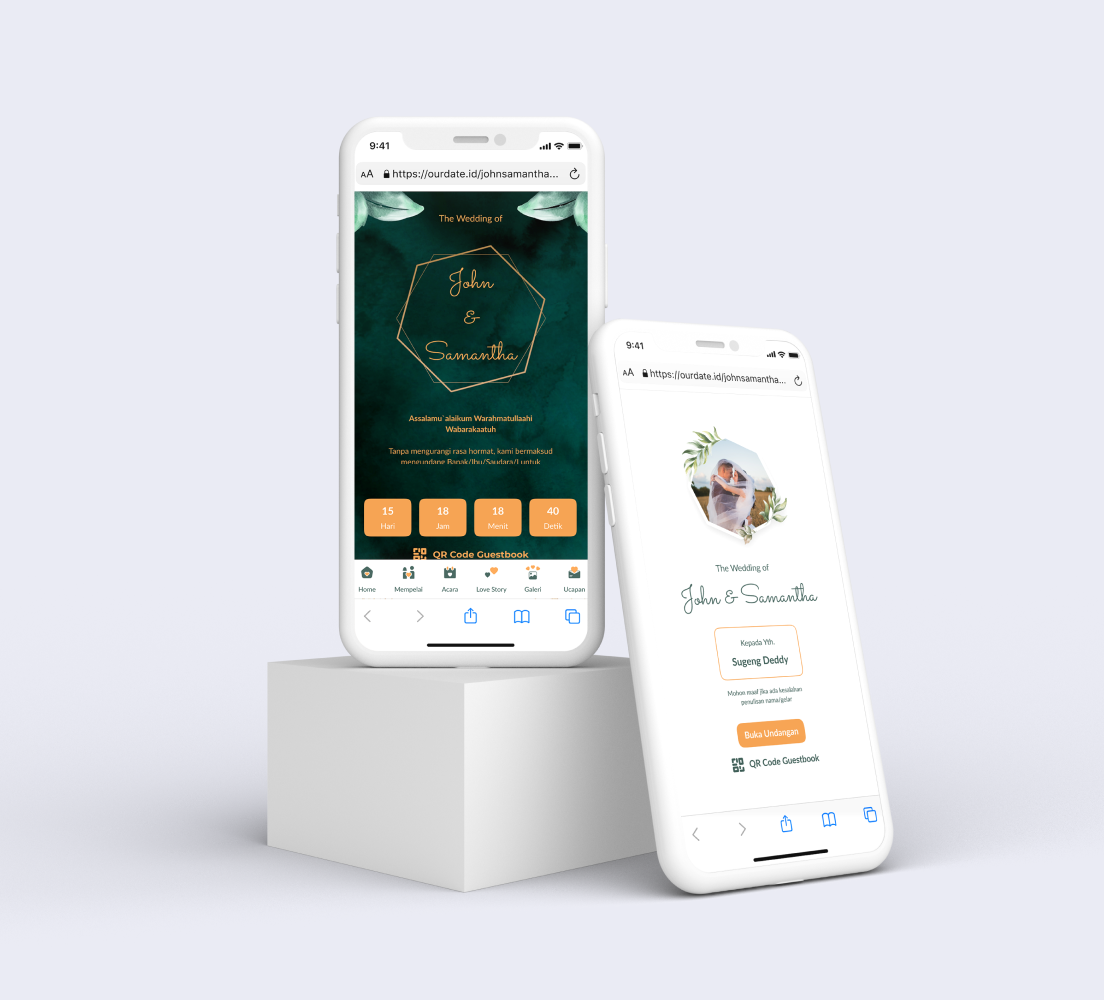 9:41
AA https://ourdate.id/johnsamantha...
The Wedding of
John
&
Samantha
Assalamu`alaikum Warahmatullaahi
Wabarakaatuh
Tanpa mengurangi rasa hormat, kami bermaksud
mengundang Bapak/Ibu/Saudara/i untuk
15 18 18 40
Hari Jam Menit Detik
QR Code Guestbook
Home Mempelai Acara Love Story Galeri Ucapan
9:41
AA https://ourdate.id/johnsamantha...
The Wedding of
John & Samantha
Kepada Yth.
Sugeng Deddy
Mohon maaf jika ada kesalahan
penulisan nama/gelar
Buka Undangan
QR Code Guestbook